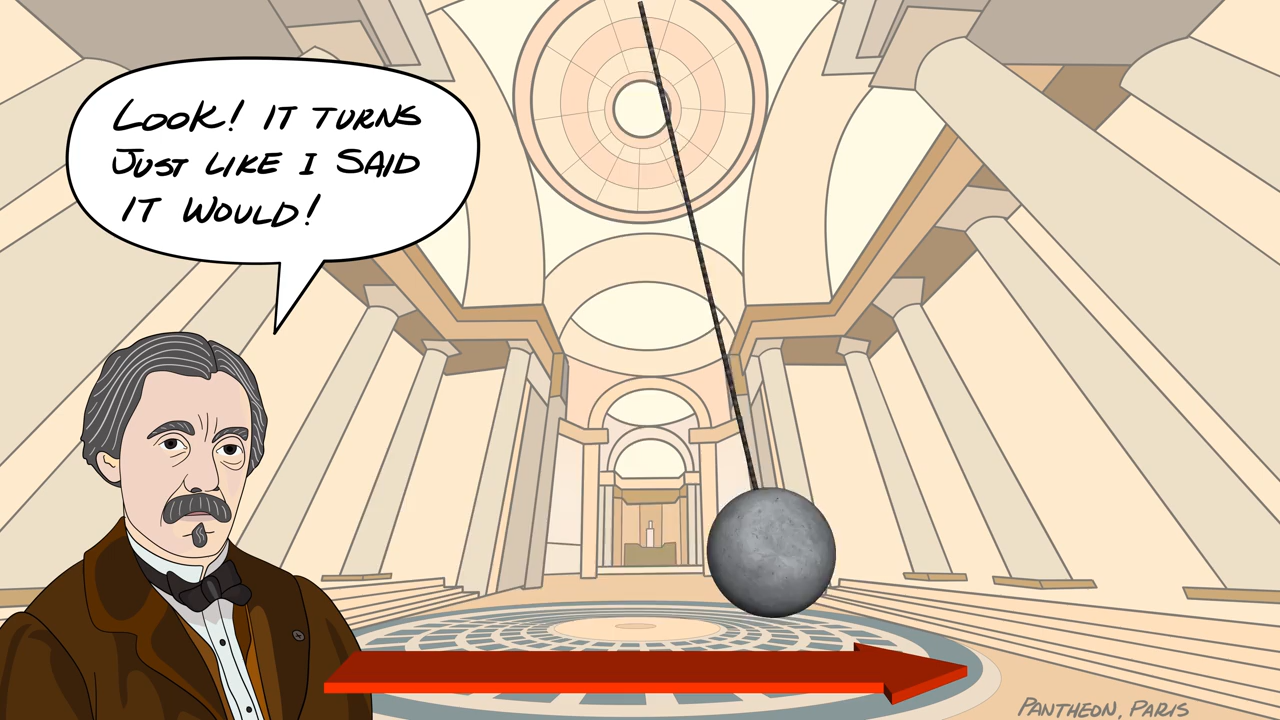 LOOK! IT TURNS
JUST LIKE I SAID
IT WOULD!
PANTHEON, PARIS